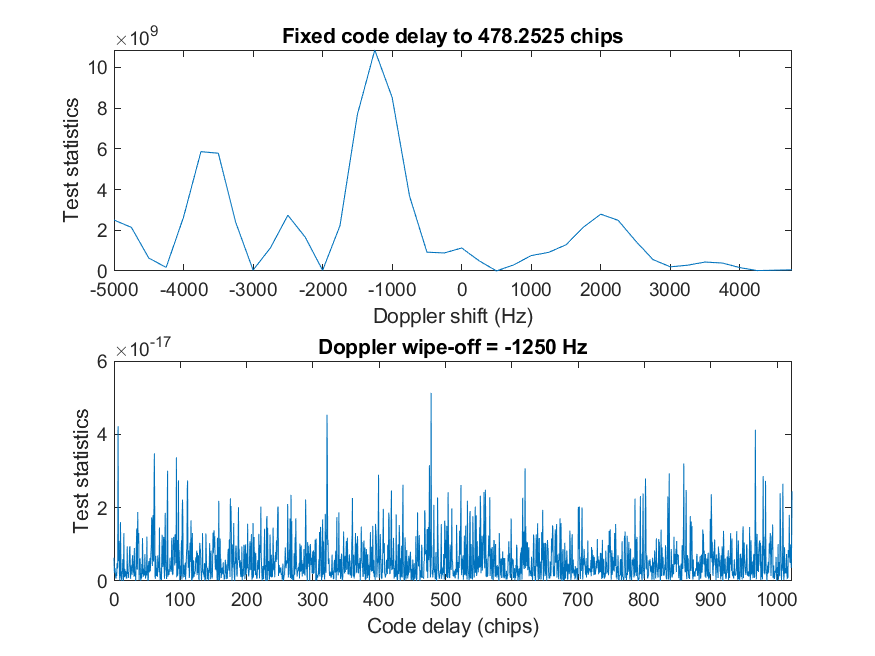 Fixed code delay to 478.2525 chips
×10^9
10
8
6
4
2
0
Test statistics
-5000 -4000 -3000 -2000 -1000 0 1000 2000 3000 4000
Doppler shift (Hz)
Doppler wipe-off = -1250 Hz
×10^-17
6
4
2
0
Test statistics
0 100 200 300 400 500 600 700 800 900 1000
Code delay (chips)